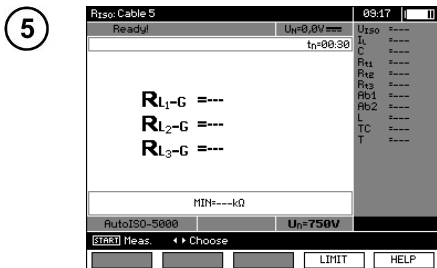 5
RISO: Cable 5 09:17
Ready! UN=0,0V
tn=00:30
RL1-G =---
RL2-G =---
RL3-G =---
MIN=---kΩ
AutoISO-5000 Un=750V
UISO =---
IL =---
C =---
Rt1 =---
Rt2 =---
Rt3 =---
Ab1 =---
Ab2 =---
L =---
TC =---
T =---
START Meas. Choose
LIMIT HELP